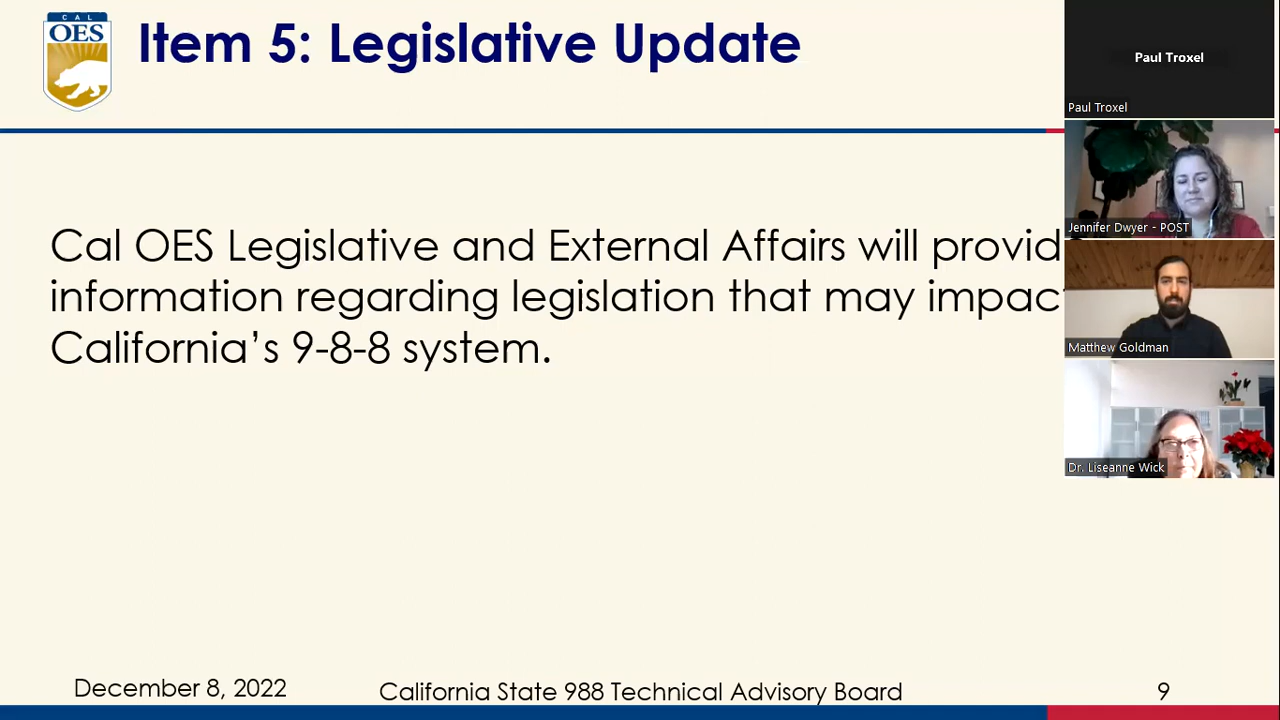 CAL
OES
Item 5: Legislative Update
Cal OES Legislative and External Affairs will provid
information regarding legislation that may impac
California's 9-8-8 system.
December 8, 2022
California State 988 Technical Advisory Board
9
Paul Troxel
Paul Troxel
Jennifer Dwyer - POST
Matthew Goldman
Dr. Liseanne Wick